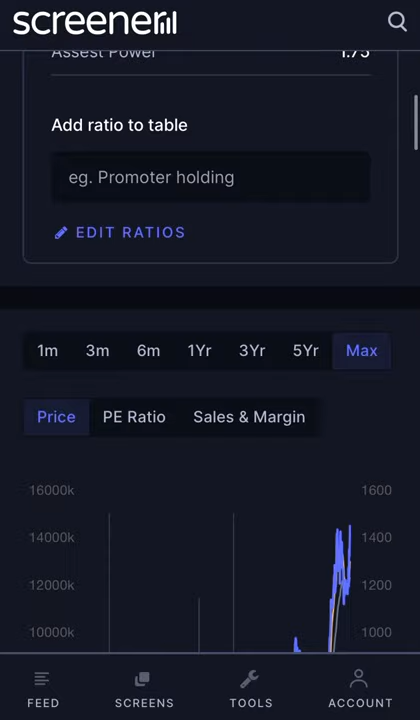 screener
Assest Power 1.75
Add ratio to table
eg. Promoter holding
EDIT RATIOS
1m 3m 6m 1Yr 3Yr 5Yr Max
Price PE Ratio Sales & Margin
16000k 1600
14000k 1400
12000k 1200
10000k 1000
FEED SCREENS TOOLS ACCOUNT